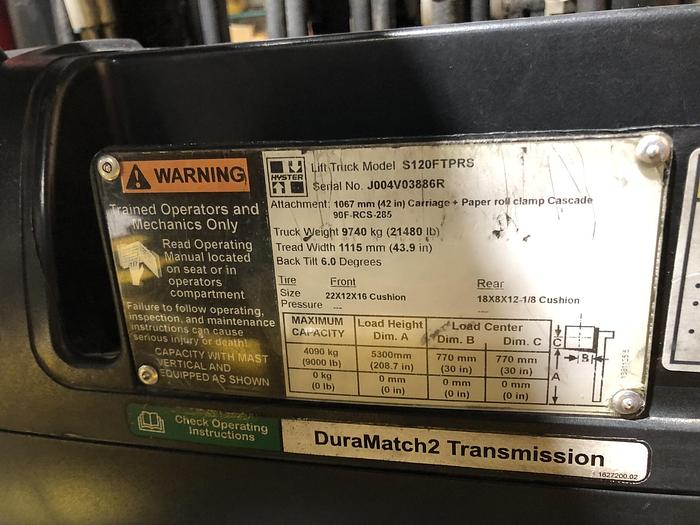 WARNING
Trained Operators and
Mechanics Only
Read Operating
Manual located
on seat or in
operators
compartment
Failure to follow operating,
inspection, and maintenance
instructions can cause
serious injury or death!
CAPACITY WITH MAST
VERTICAL AND
EQUIPPED AS SHOWN
HYSTER
Lift Truck Model S120FTPRS
Serial No. J004V03886R
Attachment: 1067 mm (42 in) Carriage + Paper roll clamp Cascade
90F-RCS-285
Truck Weight 9740 kg (21480 lb)
Tread Width 1115 mm (43.9 in)
Back Tilt 6.0 Degrees
Tire Front Rear
Size 22X12X16 Cushion 18X8X12-1/8 Cushion
Pressure --- ---
MAXIMUM CAPACITY Load Height Dim. A Load Center Dim. B Dim. C
4090 kg (9000 lb) 5300mm (208.7 in) 770 mm (30 in) 770 mm (30 in)
0 kg (0 lb) 0 mm (0 in) 0 mm (0 in) 0 mm (0 in)
C
B
A
Check Operating
Instructions
DuraMatch2 Transmission
1627200.02